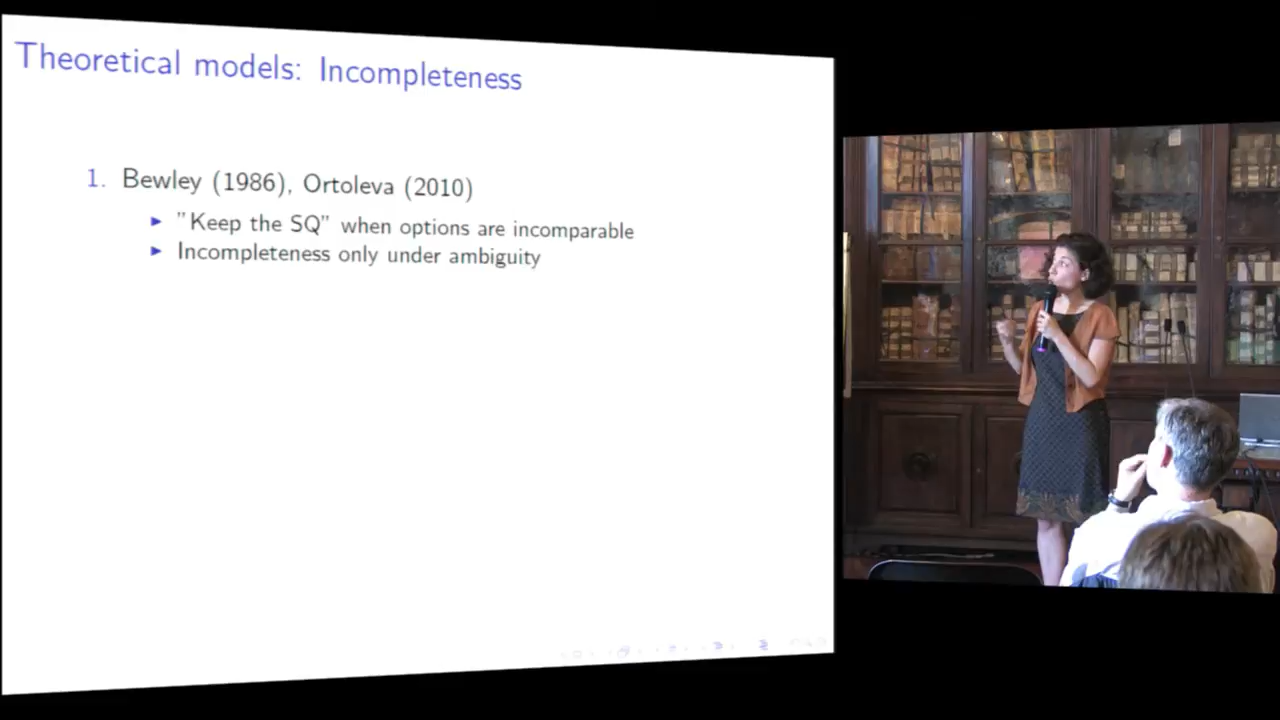 Theoretical models: Incompleteness
1. Bewley (1986), Ortoleva (2010)
▶ "Keep the SQ" when options are incomparable
▶ Incompleteness only under ambiguity